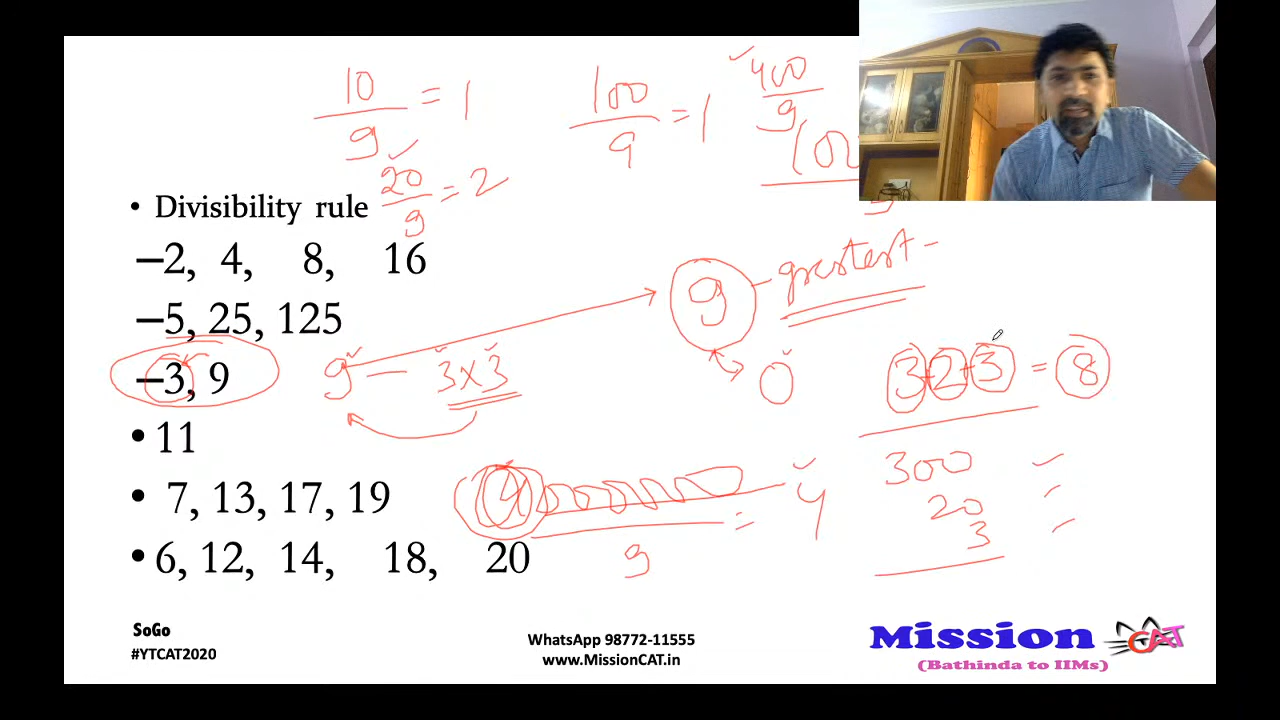 10/9 = 1
100/9 = 1
400/9
20/9 = 2
• Divisibility rule
–2, 4, 8, 16
–5, 25, 125
–3, 9
• 11
• 7, 13, 17, 19
• 6, 12, 14, 18, 20
9 greatest –
9 = 3×3
0
3+2+3 = 8
300
20
3
9
= 4
SoGo
#YTCAT2020
WhatsApp 98772-11555
www.MissionCAT.in
Mission CAT
(Bathinda to IIMs)